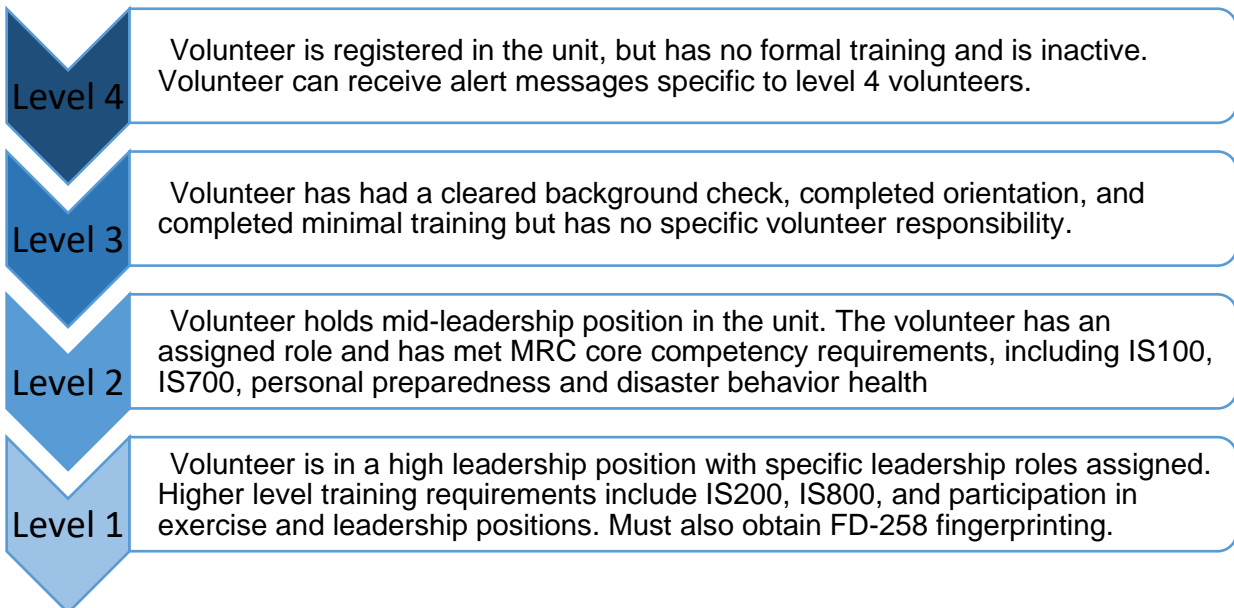 Level 4
Volunteer is registered in the unit, but has no formal training and is inactive.
Volunteer can receive alert messages specific to level 4 volunteers.
Level 3
Volunteer has had a cleared background check, completed orientation, and
completed minimal training but has no specific volunteer responsibility.
Level 2
Volunteer holds mid-leadership position in the unit. The volunteer has an
assigned role and has met MRC core competency requirements, including IS100,
IS700, personal preparedness and disaster behavior health
Level 1
Volunteer is in a high leadership position with specific leadership roles assigned.
Higher level training requirements include IS200, IS800, and participation in
exercise and leadership positions. Must also obtain FD-258 fingerprinting.